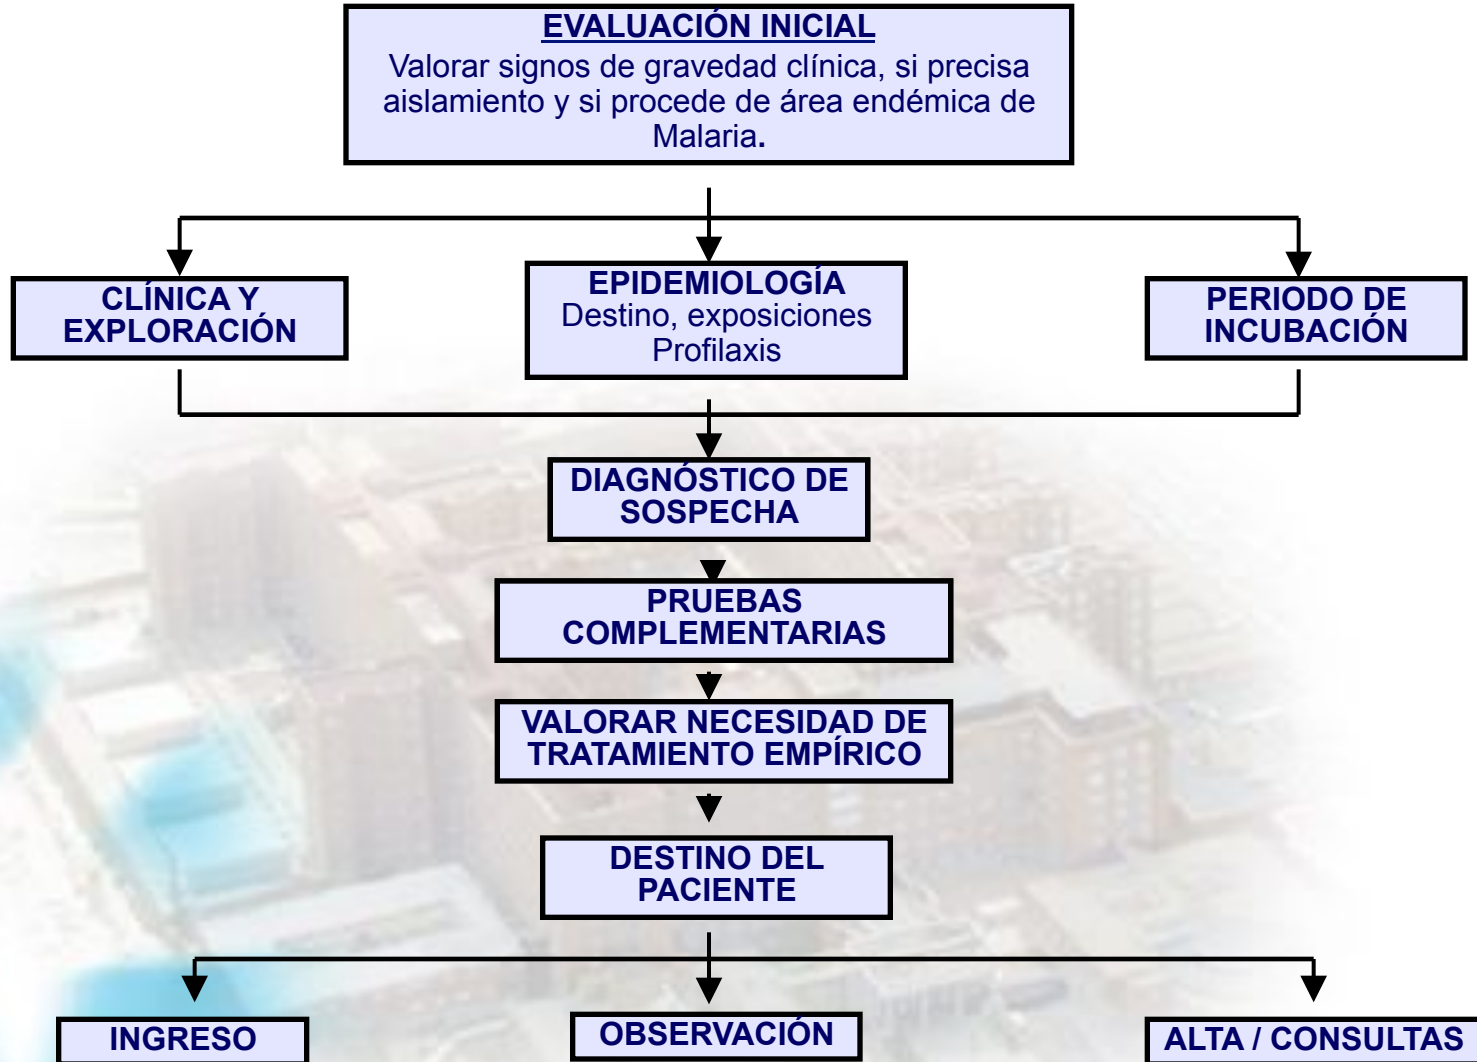 EVALUACIÓN INICIAL
Valorar signos de gravedad clínica, si precisa
aislamiento y si procede de área endémica de
Malaria.
CLÍNICA Y
EXPLORACIÓN
EPIDEMIOLOGÍA
Destino, exposiciones
Profilaxis
PERIODO DE
INCUBACIÓN
DIAGNÓSTICO DE
SOSPECHA
PRUEBAS
COMPLEMENTARIAS
VALORAR NECESIDAD DE
TRATAMIENTO EMPÍRICO
DESTINO DEL
PACIENTE
INGRESO
OBSERVACIÓN
ALTA / CONSULTAS